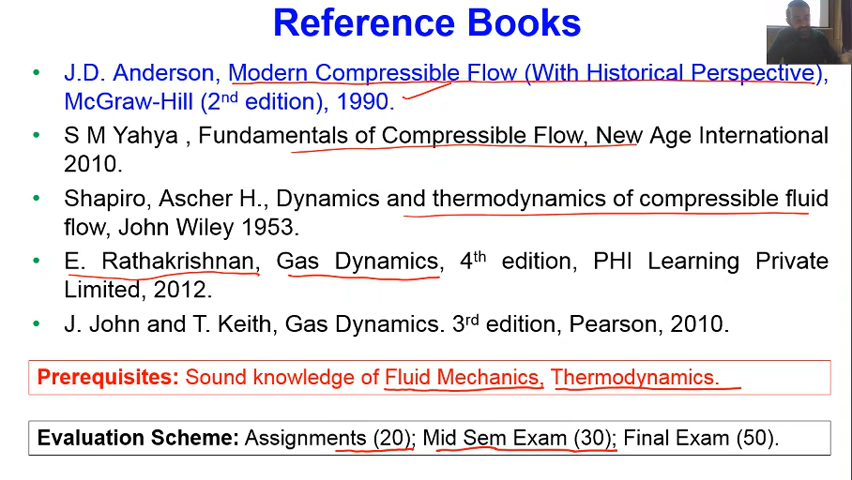 Reference Books
• J.D. Anderson, Modern Compressible Flow (With Historical Perspective),
McGraw-Hill (2nd edition), 1990.
• S M Yahya , Fundamentals of Compressible Flow, New Age International
2010.
• Shapiro, Ascher H., Dynamics and thermodynamics of compressible fluid
flow, John Wiley 1953.
• E. Rathakrishnan, Gas Dynamics, 4th edition, PHI Learning Private
Limited, 2012.
• J. John and T. Keith, Gas Dynamics. 3rd edition, Pearson, 2010.
Prerequisites: Sound knowledge of Fluid Mechanics, Thermodynamics.
Evaluation Scheme: Assignments (20); Mid Sem Exam (30); Final Exam (50).